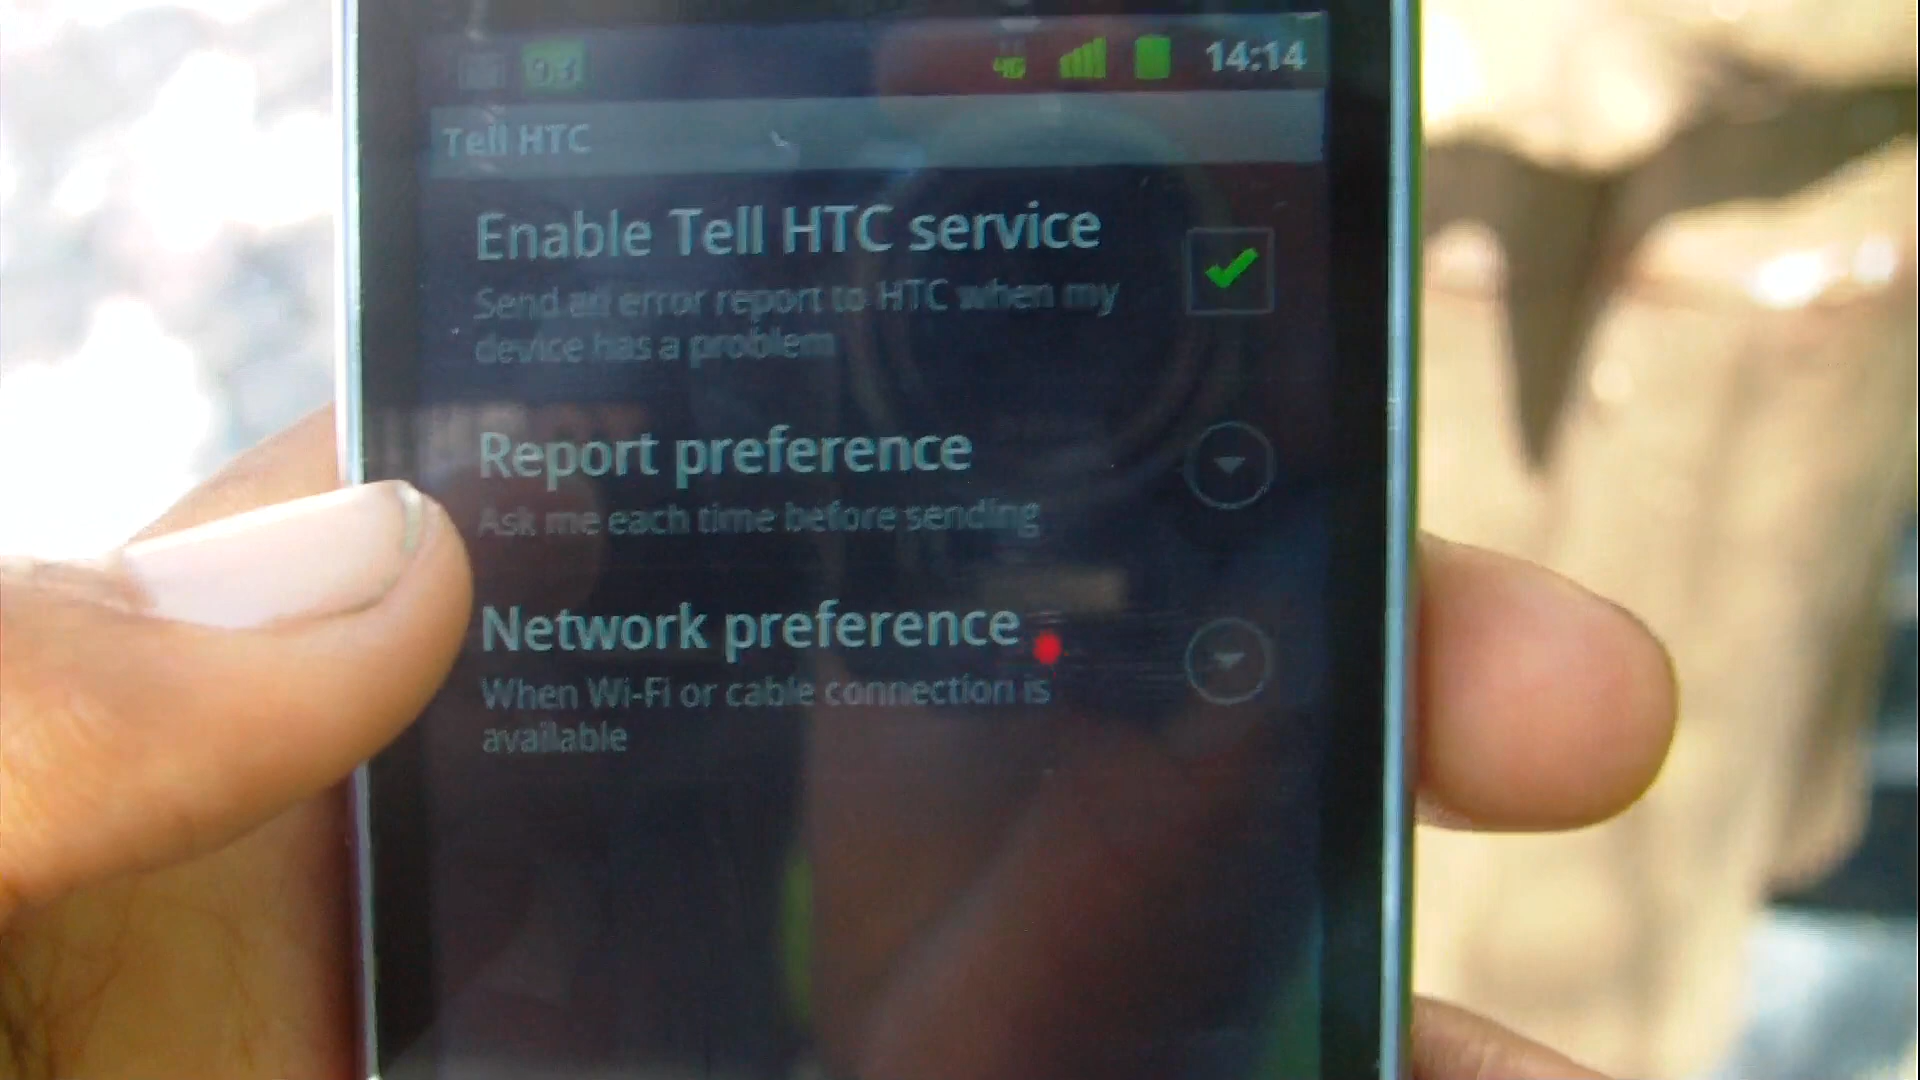 4G 14:14
Tell HTC
Enable Tell HTC service
Send an error report to HTC when my
device has a problem
Report preference
Ask me each time before sending
Network preference
When Wi-Fi or cable connection is
available